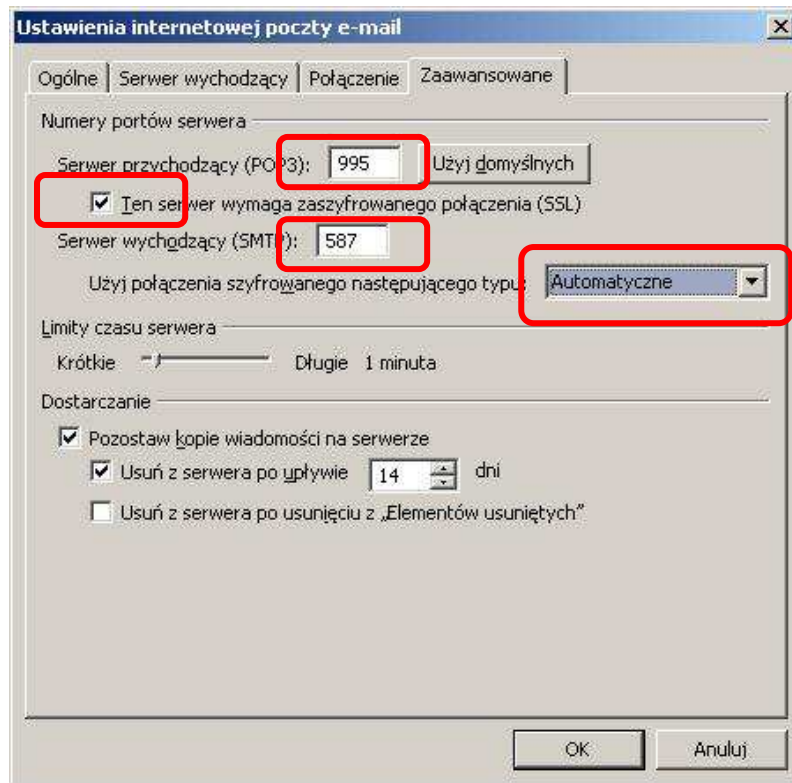 Ustawienia internetowej poczty e-mail
Ogólne Serwer wychodzący Połączenie Zaawansowane
Numery portów serwera
Serwer przychodzący (POP3): 995 Użyj domyślnych
Ten serwer wymaga zaszyfrowanego połączenia (SSL)
Serwer wychodzący (SMTP): 587
Użyj połączenia szyfrowanego następującego typu: Automatyczne
Limity czasu serwera
Krótkie Długie 1 minuta
Dostarczanie
Pozostaw kopie wiadomości na serwerze
Usuń z serwera po upływie 14 dni
Usuń z serwera po usunięciu z „Elementów usuniętych”
OK Anuluj